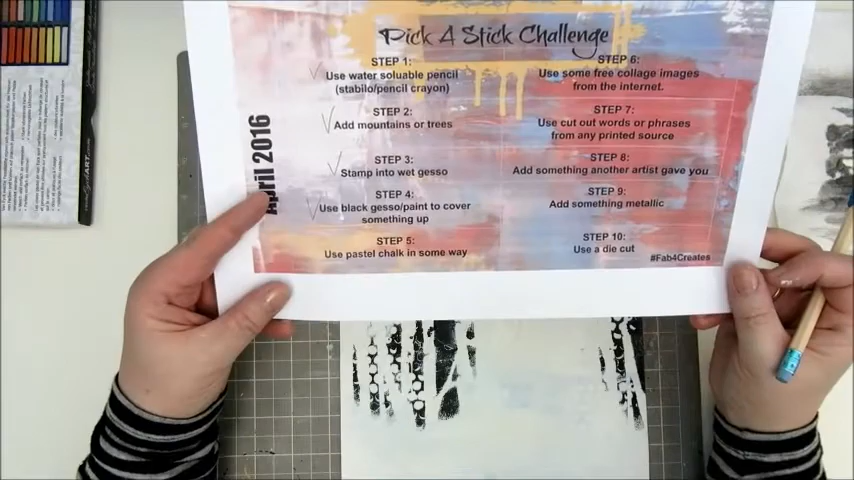 Pick A Stick Challenge
April 2016
STEP 1:
Use water soluable pencil
(stabilo/pencil crayon)
STEP 2:
Add mountains or trees
STEP 3:
Stamp into wet gesso
STEP 4:
Use black gesso/paint to cover
something up
STEP 5:
Use pastel chalk in some way
STEP 6:
Use some free collage images
from the internet.
STEP 7:
Use cut out words or phrases
from any printed source
STEP 8:
Add something another artist gave you
STEP 9:
Add something metallic
STEP 10:
Use a die cut
#Fab4Creates